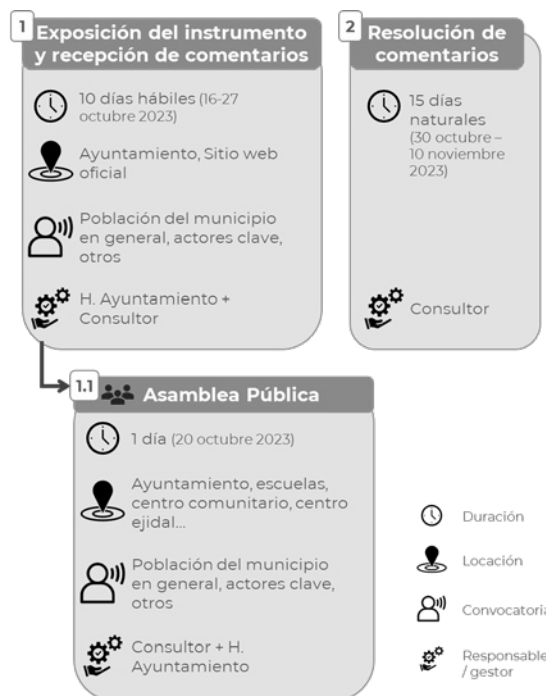 1
Exposición del instrumento
y recepción de comentarios
10 días hábiles (16-27
octubre 2023)
Ayuntamiento, Sitio web
oficial
Población del municipio
en general, actores clave,
otros
H. Ayuntamiento +
Consultor
2
Resolución de
comentarios
15 días
naturales
(30 octubre –
10 noviembre
2023)
Consultor
1.1
Asamblea Pública
1 día (20 octubre 2023)
Ayuntamiento, escuelas,
centro comunitario, centro
ejidal...
Población del municipio
en general, actores clave,
otros
Consultor + H.
Ayuntamiento
Duración
Locación
Convocatoria
Responsable
/ gestor